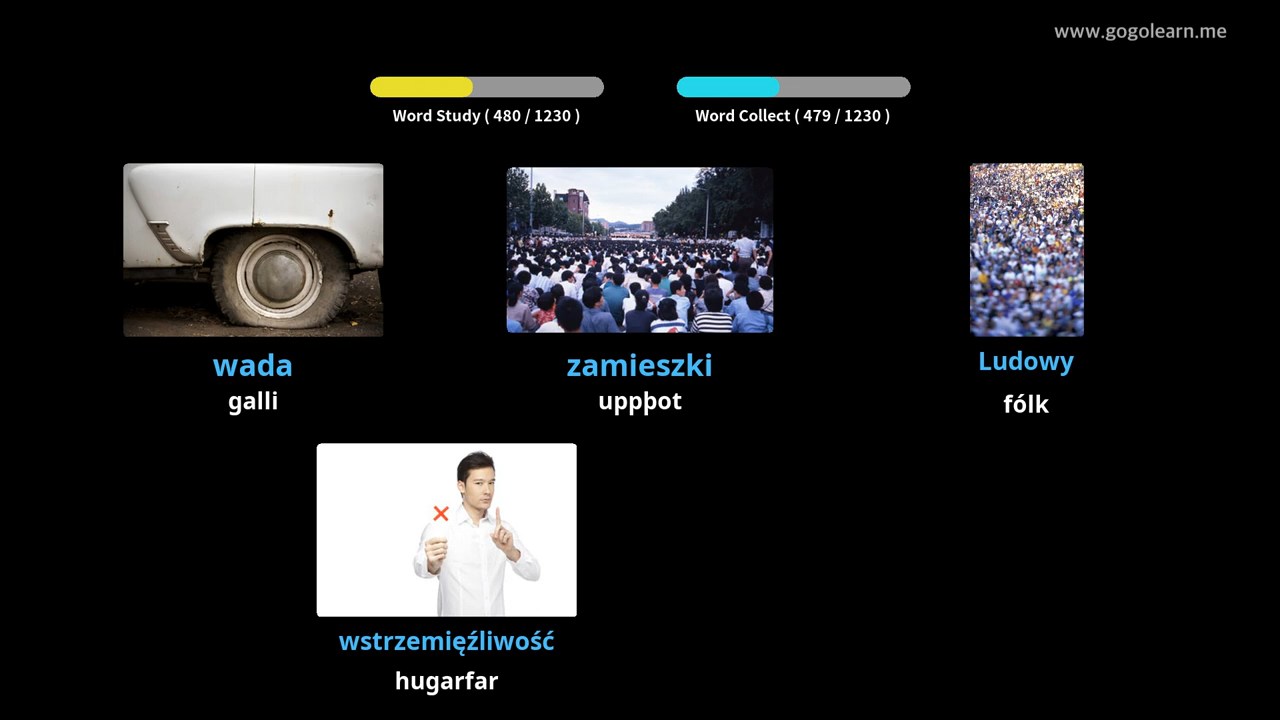 www.gogolearn.me
Word Study ( 480 / 1230 )
Word Collect ( 479 / 1230 )
wada
galli
zamieszki
uppþot
Ludowy
fólk
wstrzemięźliwość
hugarfar